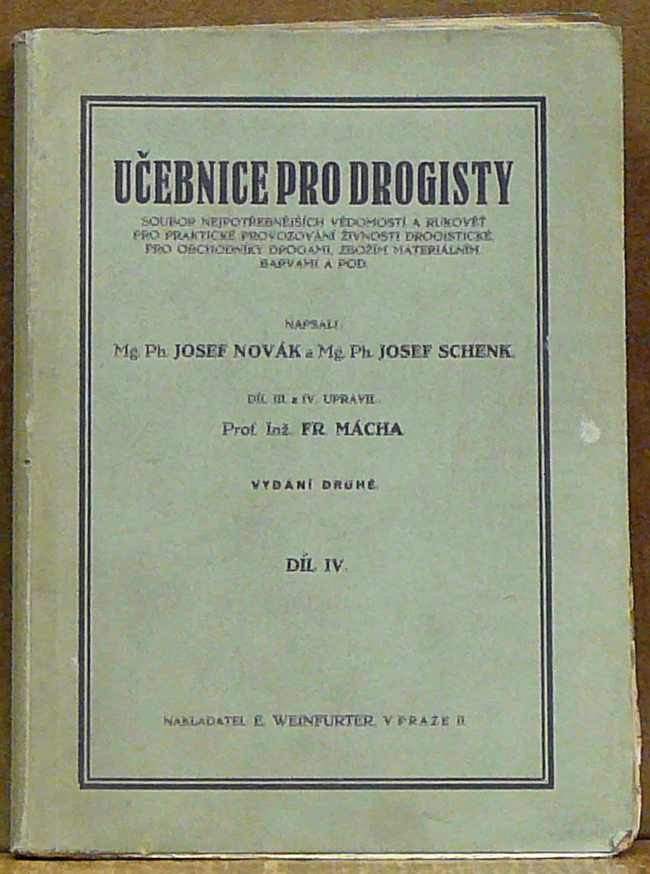 UČEBNICE PRO DROGISTY
SOUBOR NEJPOTŘEBNĚJŠÍCH VĚDOMOSTÍ A RUKOVĚŤ
PRO PRAKTICKÉ PROVOZOVÁNÍ ŽIVNOSTI DROGISTICKÉ,
PRO OBCHODNÍKY DROGAMI, ZBOŽÍM MATERIÁLNÍM,
BARVAMI A POD.
NAPSALI:
Mg. Ph. JOSEF NOVÁK a Mg. Ph. JOSEF SCHENK.
DÍL III. a IV. UPRAVIL:
Prof. Inž. FR. MÁCHA.
VYDÁNÍ DRUHÉ.
DÍL IV.
NAKLADATEL E. WEINFURTER, V PRAZE II.